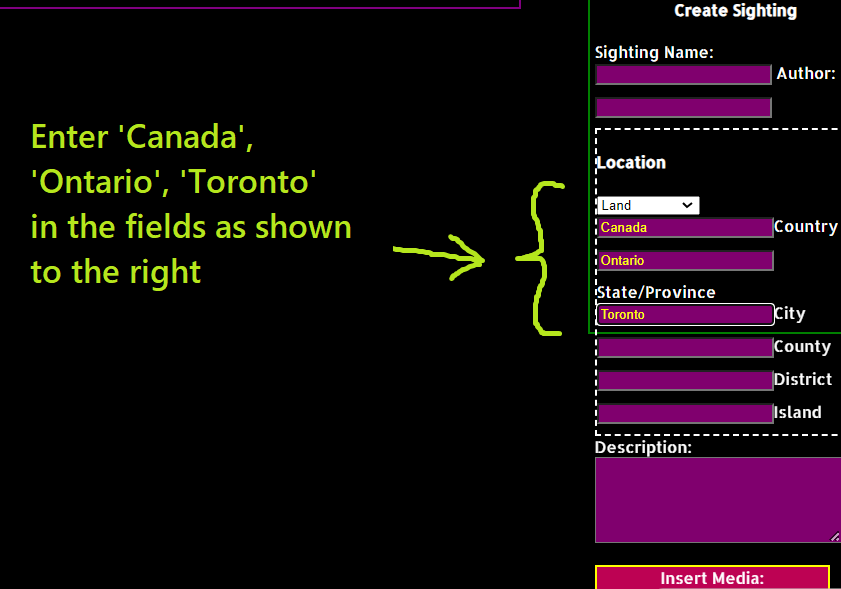 Create Sighting
Sighting Name:
Author:
Enter 'Canada',
'Ontario', 'Toronto'
in the fields as shown
to the right
Location
Land
Canada Country
Ontario
State/Province
Toronto City
County
District
Island
Description:
Insert Media: